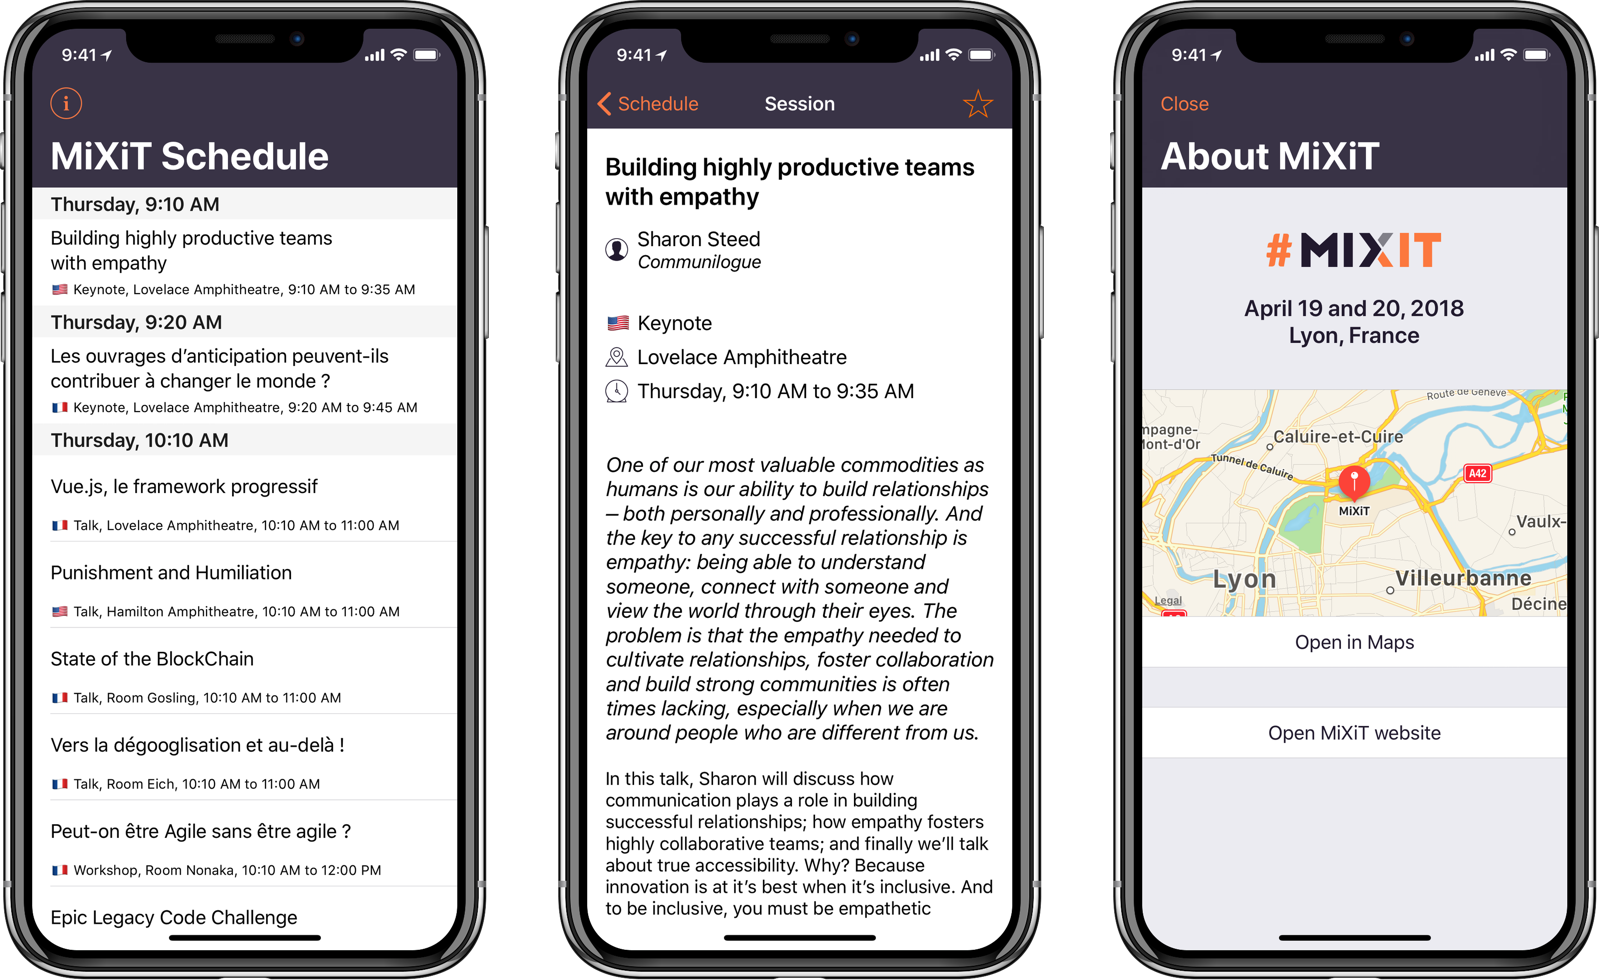 9:41
MiXiT Schedule
Thursday, 9:10 AM
Building highly productive teams
with empathy
Keynote, Lovelace Amphitheatre, 9:10 AM to 9:35 AM
Thursday, 9:20 AM
Les ouvrages d’anticipation peuvent-ils
contribuer à changer le monde ?
Keynote, Lovelace Amphitheatre, 9:20 AM to 9:45 AM
Thursday, 10:10 AM
Vue.js, le framework progressif
Talk, Lovelace Amphitheatre, 10:10 AM to 11:00 AM
Punishment and Humiliation
Talk, Hamilton Amphitheatre, 10:10 AM to 11:00 AM
State of the BlockChain
Talk, Room Gosling, 10:10 AM to 11:00 AM
Vers la dégooglisation et au-delà !
Talk, Room Eich, 10:10 AM to 11:00 AM
Peut-on être Agile sans être agile ?
Workshop, Room Nonaka, 10:10 AM to 12:00 PM
Epic Legacy Code Challenge
9:41
Schedule
Session
Building highly productive teams
with empathy
Sharon Steed
Communilogue
Keynote
Lovelace Amphitheatre
Thursday, 9:10 AM to 9:35 AM
One of our most valuable commodities as
humans is our ability to build relationships
– both personally and professionally. And
the key to any successful relationship is
empathy: being able to understand
someone, connect with someone and
view the world through their eyes. The
problem is that the empathy needed to
cultivate relationships, foster collaboration
and build strong communities is often
times lacking, especially when we are
around people who are different from us.
In this talk, Sharon will discuss how
communication plays a role in building
successful relationships; how empathy fosters
highly collaborative teams; and finally we’ll talk
about true accessibility. Why? Because
innovation is at it’s best when it’s inclusive. And
to be inclusive, you must be empathetic
9:41
Close
About MiXiT
#MIXIT
April 19 and 20, 2018
Lyon, France
Route de Genève
mpagne-
Mont-d'Or
Caluire-et-Cuire
Tunnel de Caluire
A42
MiXiT
Vaulx-
Lyon
Villeurbanne
Legal
Décine
Open in Maps
Open MiXiT website